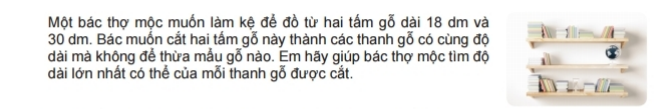 Một bác thợ mộc muốn làm kệ để đồ từ hai tấm gỗ dài 18 dm và
30 dm. Bác muốn cắt hai tấm gỗ này thành các thanh gỗ có cùng độ
dài mà không để thừa mẩu gỗ nào. Em hãy giúp bác thợ mộc tìm độ
dài lớn nhất có thể của mỗi thanh gỗ được cắt.